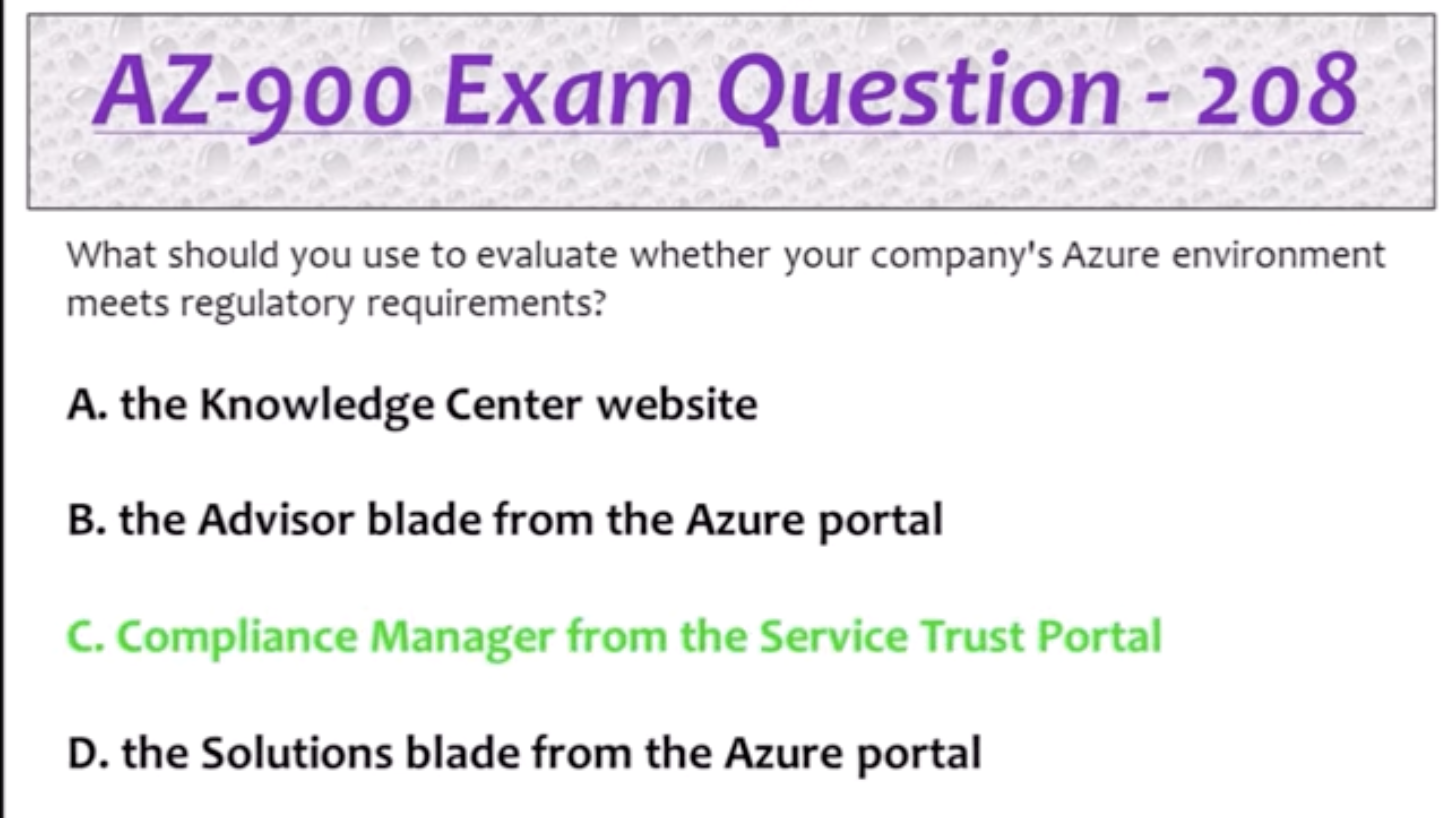 AZ-900 Exam Question - 208
What should you use to evaluate whether your company's Azure environment
meets regulatory requirements?
A. the Knowledge Center website
B. the Advisor blade from the Azure portal
C. Compliance Manager from the Service Trust Portal
D. the Solutions blade from the Azure portal